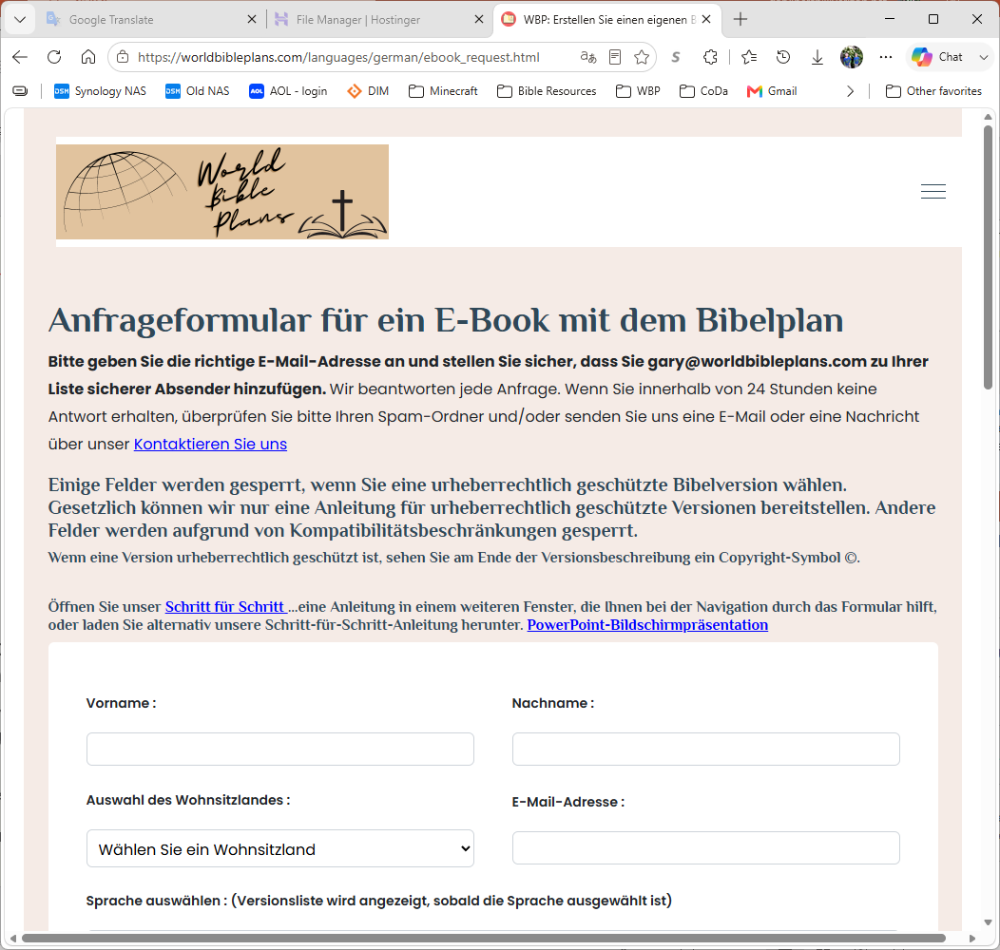 Google Translate
File Manager | Hostinger
WBP: Erstellen Sie einen eigenen B
https://worldbibleplans.com/languages/german/ebook_request.html
Chat
DSM Synology NAS
DSM Old NAS
AOL AOL - login
DIM
Minecraft
Bible Resources
WBP
CoDa
Gmail
Other favorites
World
Bible
Plans
Anfrageformular für ein E-Book mit dem Bibelplan
Bitte geben Sie die richtige E-Mail-Adresse an und stellen Sie sicher, dass Sie gary@worldbibleplans.com zu Ihrer
Liste sicherer Absender hinzufügen. Wir beantworten jede Anfrage. Wenn Sie innerhalb von 24 Stunden keine
Antwort erhalten, überprüfen Sie bitte Ihren Spam-Ordner und/oder senden Sie uns eine E-Mail oder eine Nachricht
über unser Kontaktieren Sie uns
Einige Felder werden gesperrt, wenn Sie eine urheberrechtlich geschützte Bibelversion wählen.
Gesetzlich können wir nur eine Anleitung für urheberrechtlich geschützte Versionen bereitstellen. Andere
Felder werden aufgrund von Kompatibilitätsbeschränkungen gesperrt.
Wenn eine Version urheberrechtlich geschützt ist, sehen Sie am Ende der Versionsbeschreibung ein Copyright-Symbol ©.
Öffnen Sie unser Schritt für Schritt ...eine Anleitung in einem weiteren Fenster, die Ihnen bei der Navigation durch das Formular hilft,
oder laden Sie alternativ unsere Schritt-für-Schritt-Anleitung herunter. PowerPoint-Bildschirmpräsentation
Vorname :
Nachname :
Auswahl des Wohnsitzlandes :
E-Mail-Adresse :
Wählen Sie ein Wohnsitzland
Sprache auswählen : (Versionsliste wird angezeigt, sobald die Sprache ausgewählt ist)